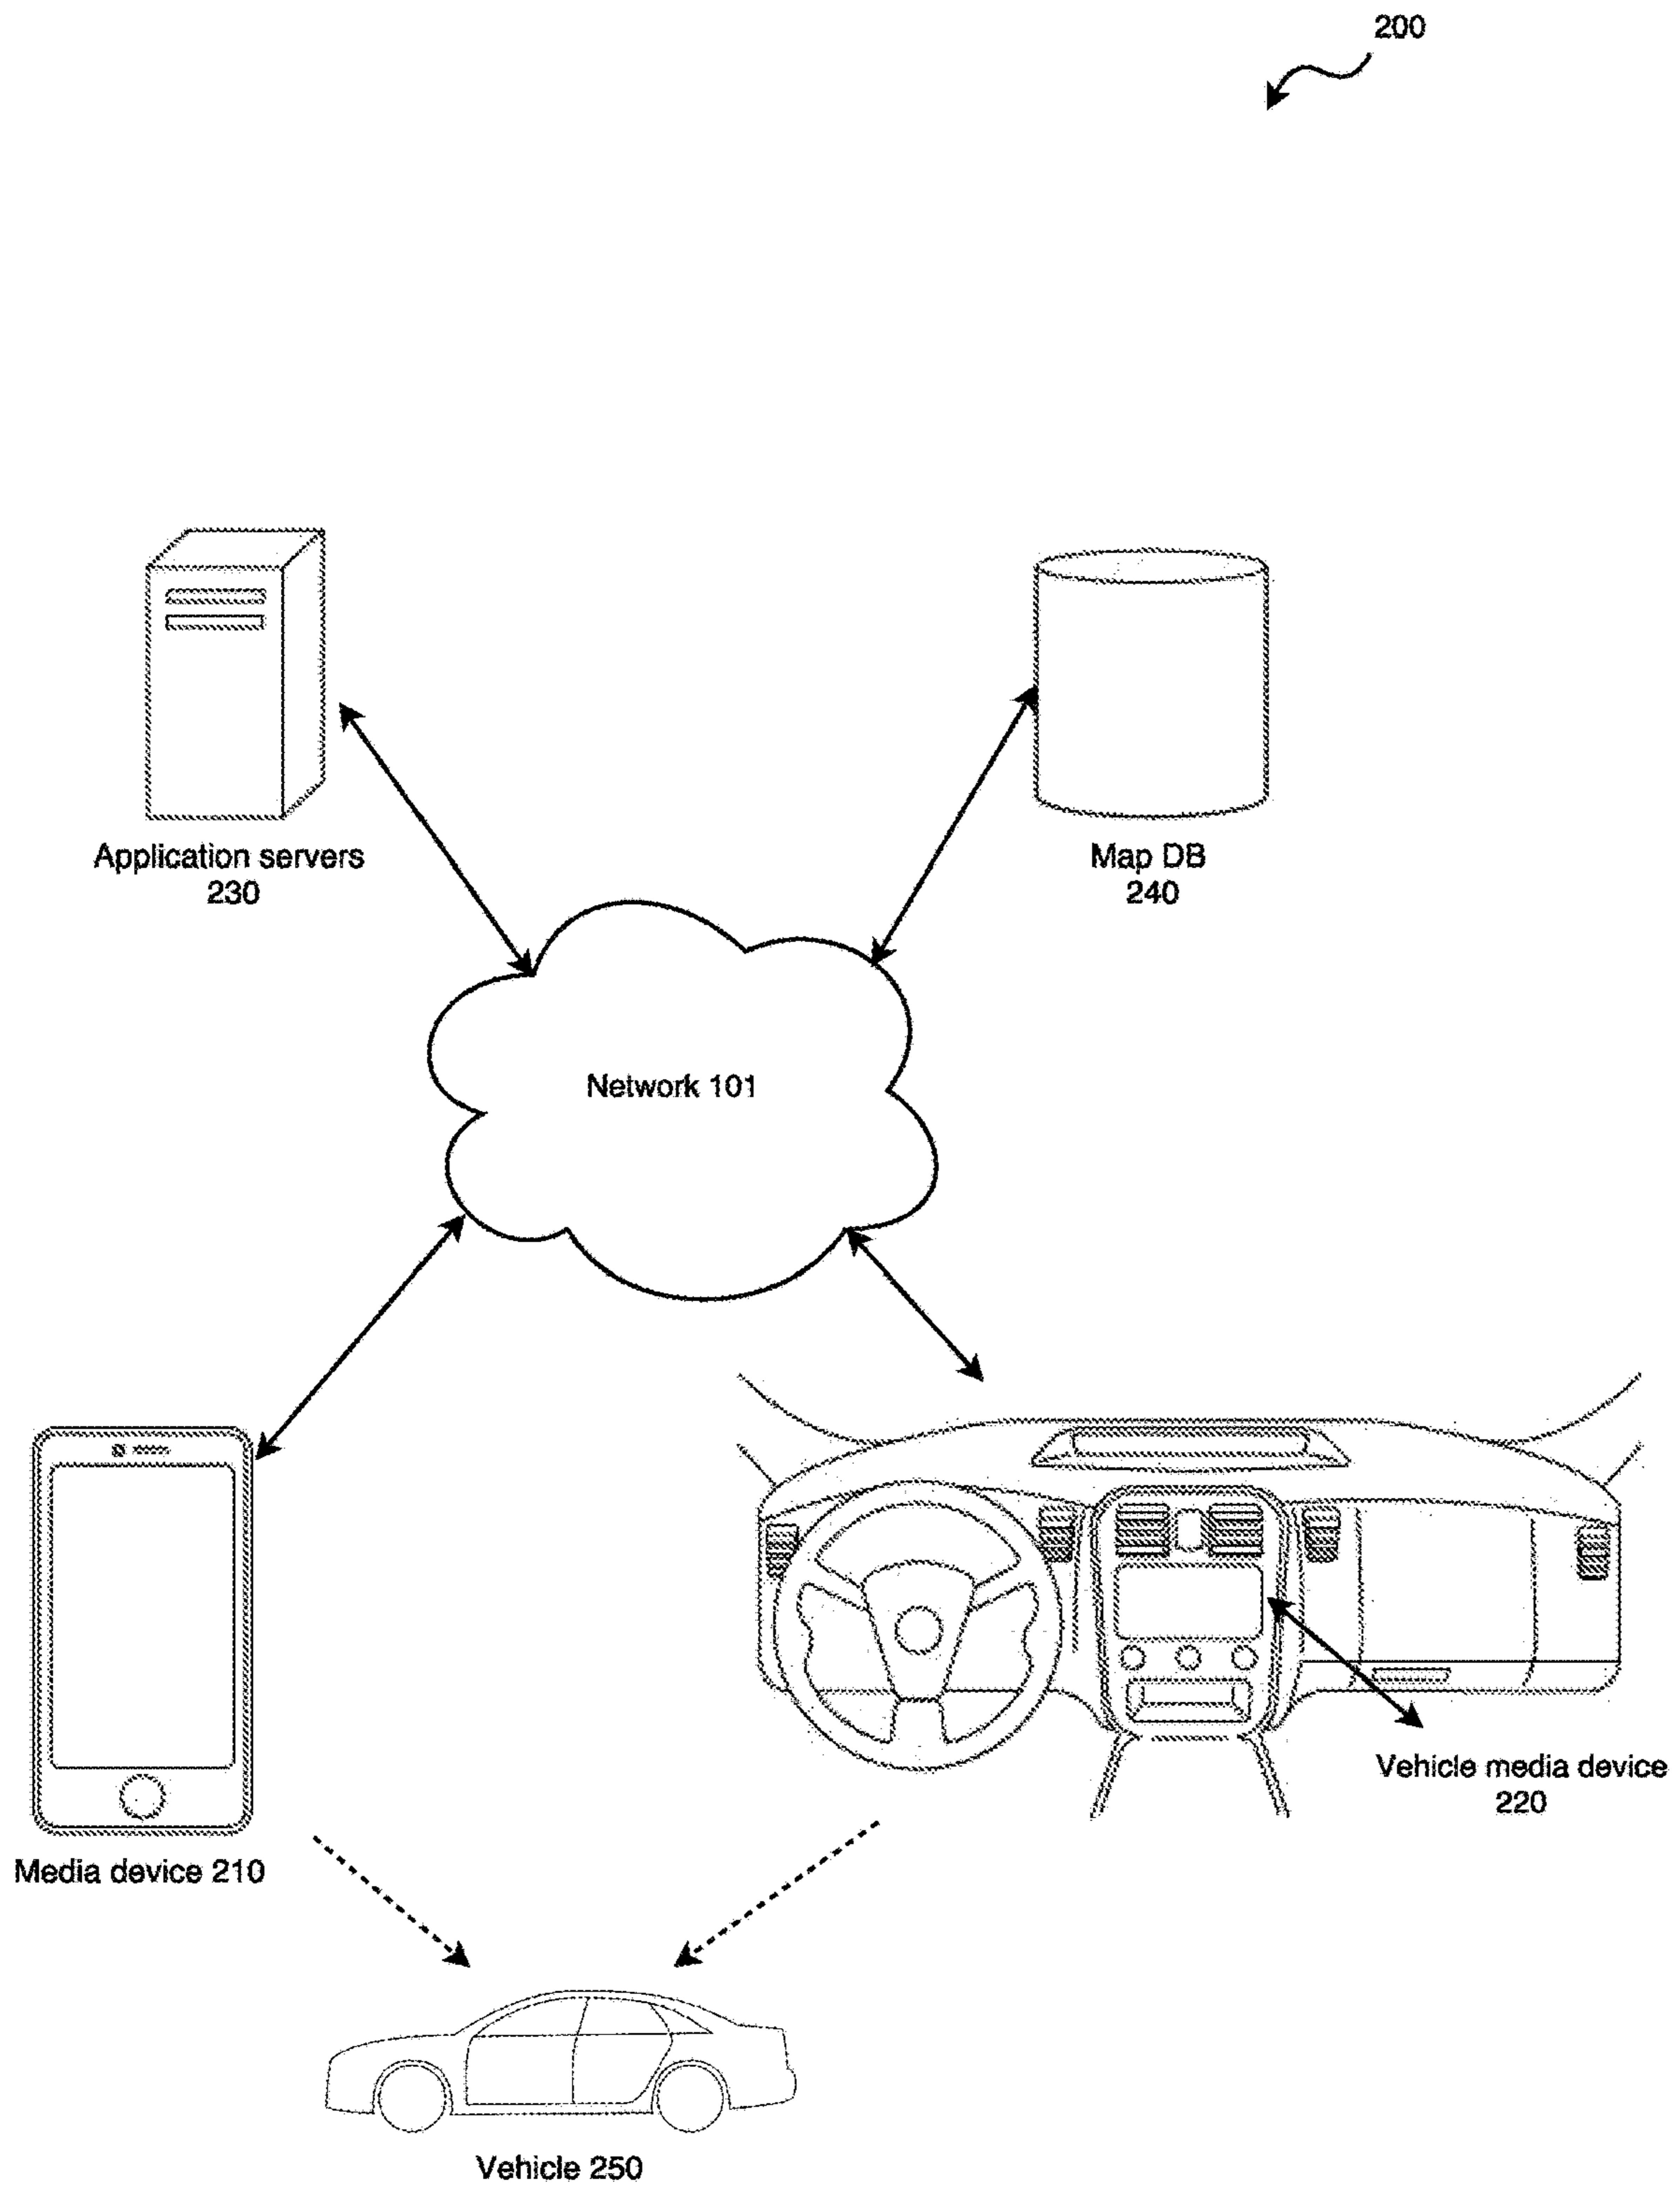 200
Application servers
230
Map DB
240
Network 101
Vehicle media device
220
Media device 210
Vehicle 250